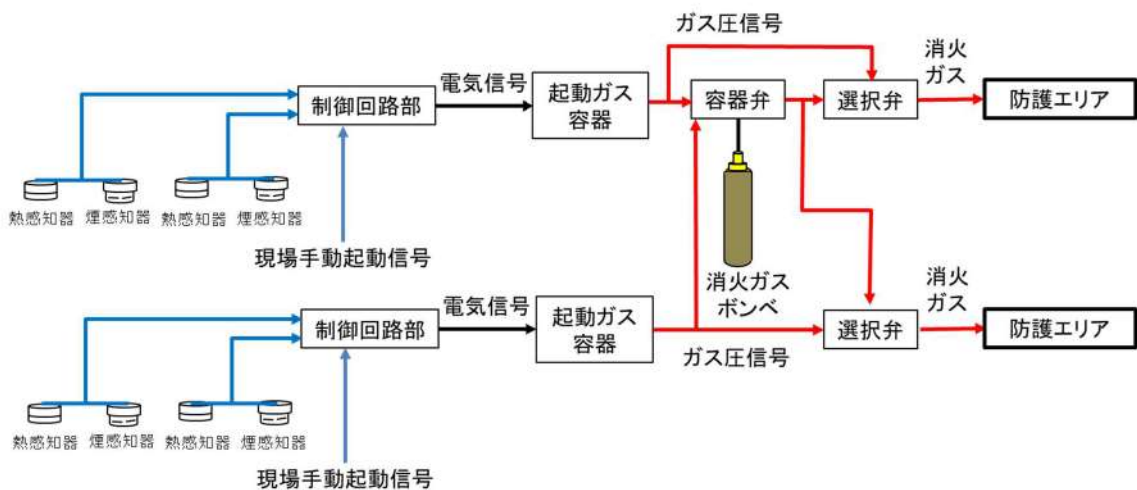 ガス圧信号
消火
ガス
電気信号
起動ガス
容器
制御回路部
容器弁
選択弁
防護エリア
熱感知器
煙感知器
熱感知器
煙感知器
現場手動起動信号
消火ガス
ボンベ
消火
ガス
電気信号
起動ガス
容器
制御回路部
選択弁
防護エリア
ガス圧信号
熱感知器
煙感知器
熱感知器
煙感知器
現場手動起動信号